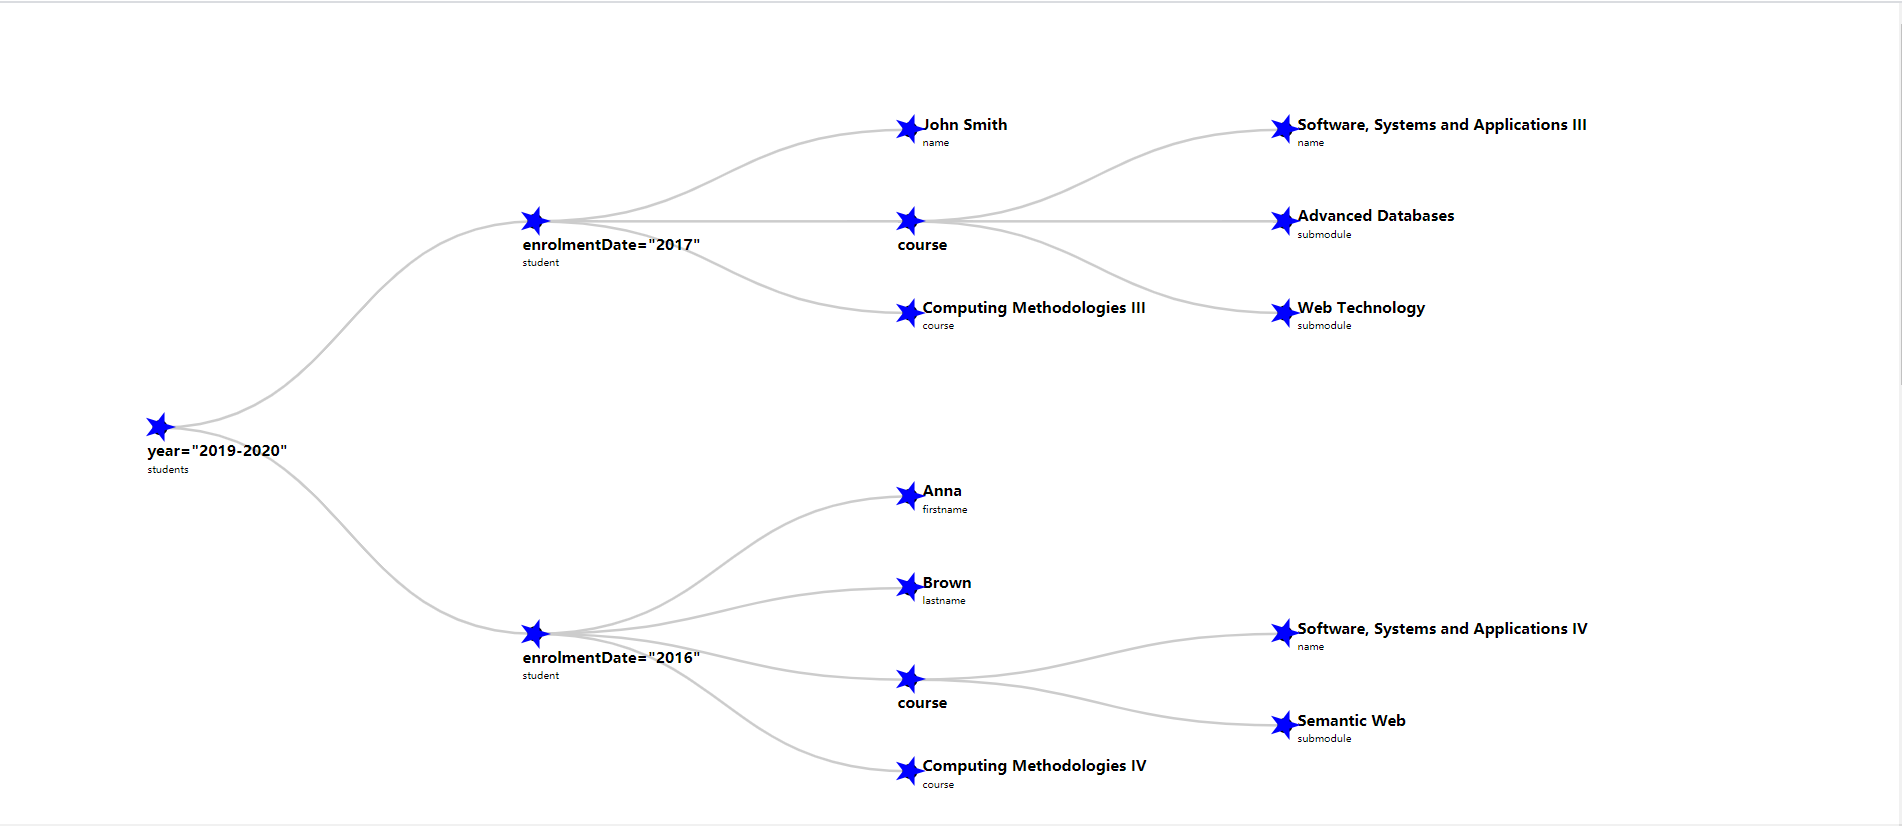 John Smith
name
Software, Systems and Applications III
name
enrolmentDate="2017"
student
course
Advanced Databases
submodule
Computing Methodologies III
course
Web Technology
submodule
year="2019-2020"
students
Anna
firstname
Brown
lastname
enrolmentDate="2016"
student
course
Software, Systems and Applications IV
name
Semantic Web
submodule
Computing Methodologies IV
course